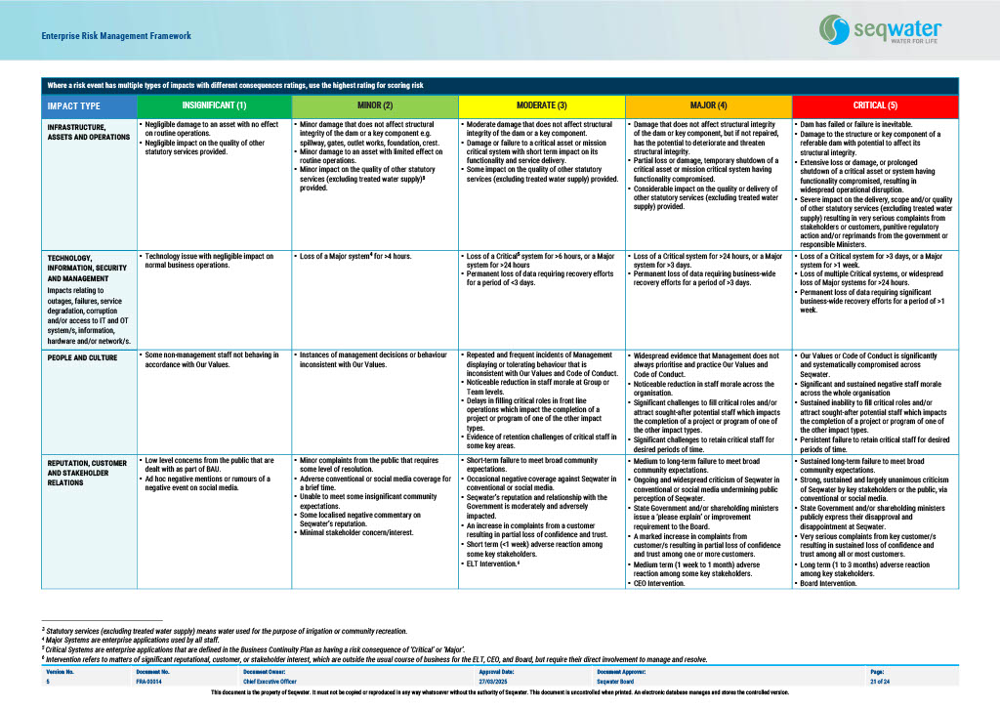 Enterprise Risk Management Framework
seqwater
WATER FOR LIFE
Where a risk event has multiple types of impacts with different consequences ratings, use the highest rating for scoring risk
IMPACT TYPE
INSIGNIFICANT (1)
MINOR (2)
MODERATE (3)
MAJOR (4)
CRITICAL (5)
INFRASTRUCTURE,
ASSETS AND OPERATIONS
• Negligible damage to an asset with no effect
on routine operations.
• Negligible impact on the quality of other
statutory services provided.
• Minor damage that does not affect structural
integrity of the dam or a key component e.g.
spillway, gates, outlet works, foundation, crest.
• Minor damage to an asset with limited effect on
routine operations.
• Minor impact on the quality of other statutory
services (excluding treated water supply)³
provided.
• Moderate damage that does not affect structural
integrity of the dam or a key component.
• Damage or failure to a critical asset or mission
critical system with short term impact on its
functionality and service delivery.
• Some impact on the quality of other statutory
services (excluding treated water supply) provided.
• Damage that does not affect structural integrity
of the dam or key component, but if not repaired,
has the potential to deteriorate and threaten
structural integrity.
• Partial loss or damage, temporary shutdown of a
critical asset or mission critical system having
functionality compromised.
• Considerable impact on the quality or delivery of
other statutory services (excluding treated water
supply) provided.
• Dam has failed or failure is inevitable.
• Damage to the structure or key component of a
referable dam with potential to affect its
structural integrity.
• Extensive loss or damage, or prolonged
shutdown of a critical asset or system having
functionality compromised, resulting in
widespread operational disruption.
• Severe impact on the delivery, scope and/or quality
of other statutory services (excluding treated water
supply) resulting in very serious complaints from
stakeholders or customers, punitive regulatory
action and/or reprimands from the government or
responsible Ministers.
TECHNOLOGY,
INFORMATION, SECURITY
AND MANAGEMENT
Impacts relating to
outages, failures, service
degradation, corruption
and/or access to IT and OT
system/s, information,
hardware and/or network/s.
• Technology issue with negligible impact on
normal business operations.
• Loss of a Major system⁴ for >4 hours.
• Loss of a Critical⁵ system for >6 hours, or a Major
system for >24 hours
• Permanent loss of data requiring recovery efforts
for a period of <3 days.
• Loss of a Critical system for >24 hours, or a Major
system for >3 days.
• Permanent loss of data requiring business-wide
recovery efforts for a period of >3 days.
• Loss of a Critical system for >3 days, or a Major
system for >1 week.
• Loss of multiple Critical systems, or widespread
loss of Major systems for >24 hours.
• Permanent loss of data requiring significant
business-wide recovery efforts for a period of >1
week.
PEOPLE AND CULTURE
• Some non-management staff not behaving in
accordance with Our Values.
• Instances of management decisions or behaviour
inconsistent with Our Values.
• Repeated and frequent incidents of Management
displaying or tolerating behaviour that is
inconsistent with Our Values and Code of Conduct.
• Noticeable reduction in staff morale at Group or
Team levels.
• Delays in filling critical roles in front line
operations which impact the completion of a
project or program of one of the other impact
types.
• Evidence of retention challenges of critical staff in
some key areas.
• Widespread evidence that Management does not
always prioritise and practice Our Values and
Code of Conduct.
• Noticeable reduction in staff morale across the
organisation.
• Significant challenges to fill critical roles and/or
attract sought-after potential staff which impacts
the completion of a project or program of one of
the other impact types.
• Significant challenges to retain critical staff for
desired periods of time.
• Our Values or Code of Conduct is significantly
and systematically compromised across
Seqwater.
• Significant and sustained negative staff morale
across the whole organisation
• Sustained inability to fill critical roles and/or
attract sought-after potential staff which impacts
the completion of a project or program of one of
the other impact types.
• Persistent failure to retain critical staff for desired
periods of time.
REPUTATION, CUSTOMER
AND STAKEHOLDER
RELATIONS
• Low level concerns from the public that are
dealt with as part of BAU.
• Ad hoc negative mentions or rumours of a
negative event on social media.
• Minor complaints from the public that requires
some level of resolution.
• Adverse conventional or social media coverage for
a brief time.
• Unable to meet some insignificant community
expectations.
• Some localised negative commentary on
Seqwater's reputation.
• Minimal stakeholder concern/interest.
• Short-term failure to meet broad community
expectations.
• Occasional negative coverage against Seqwater in
conventional or social media.
• Seqwater's reputation and relationship with the
Government is moderately and adversely
impacted.
• An increase in complaints from a customer
resulting in partial loss of confidence and trust.
• Short term (<1 week) adverse reaction among
some key stakeholders.
• ELT Intervention.⁶
• Medium to long-term failure to meet broad
community expectations.
• Ongoing and widespread criticism of Seqwater in
conventional or social media undermining public
perception of Seqwater.
• State Government and/or shareholding ministers
issue a 'please explain' or improvement
requirement to the Board.
• A marked increase in complaints from
customer/s resulting in partial loss of confidence
and trust among one or more customers.
• Medium term (1 week to 1 month) adverse
reaction among some key stakeholders.
• CEO Intervention.
• Sustained long-term failure to meet broad
community expectations.
• Strong, sustained and largely unanimous criticism
of Seqwater by key stakeholders or the public, via
conventional or social media.
• State Government and/or shareholding ministers
publicly express their disapproval and
disappointment at Seqwater.
• Very serious complaints from key customer/s
resulting in sustained loss of confidence and
trust among all or most customers.
• Long term (1 to 3 months) adverse reaction
among key stakeholders.
• Board Intervention.
³ Statutory services (excluding treated water supply) means water used for the purpose of irrigation or community recreation.
⁴ Major Systems are enterprise applications used by all staff.
⁵ Critical Systems are enterprise applications that are defined in the Business Continuity Plan as having a risk consequence of 'Critical' or 'Major'.
⁶ Intervention refers to matters of significant reputational, customer, or stakeholder interest, which are outside the usual course of business for the ELT, CEO, and Board, but require their direct involvement to manage and resolve.
Version No. Document No. Document Owner: Approval Date: Document Approver: Page:
5 FRA-00014 Chief Executive Officer 27/03/2025 Seqwater Board 21 of 24
This document is the property of Seqwater. It must not be copied or reproduced in any way whatsoever without the authority of Seqwater. This document is uncontrolled when printed. An electronic database manages and stores the controlled version.